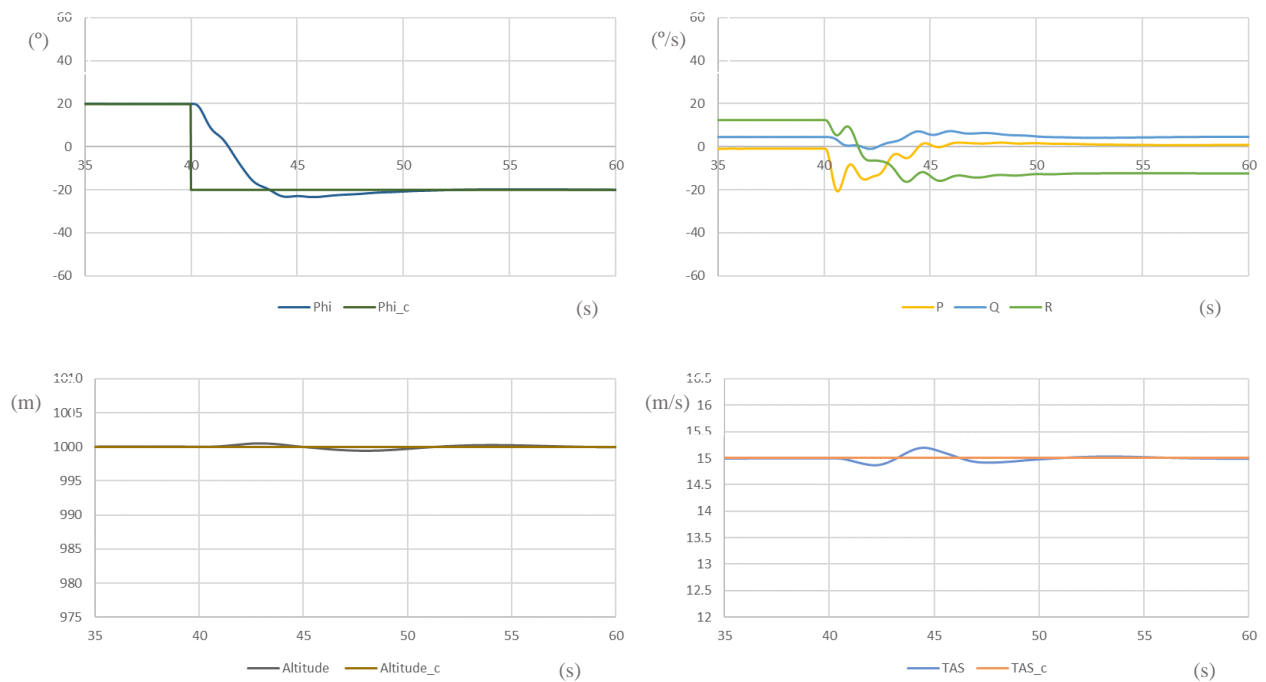 60
(º)
40
20
0
-20
-40
-60
35 40 45 50 55 60
Phi Phi_c (s)
60
(º/s)
40
20
0
-20
-40
-60
35 40 45 50 55 60
P Q R (s)
1010
(m)
1005
1000
995
990
985
980
975
35 40 45 50 55 60
Altitude Altitude_c (s)
16.5
(m/s)
16
15.5
15
14.5
14
13.5
13
12.5
12
35 40 45 50 55 60
TAS TAS_c (s)